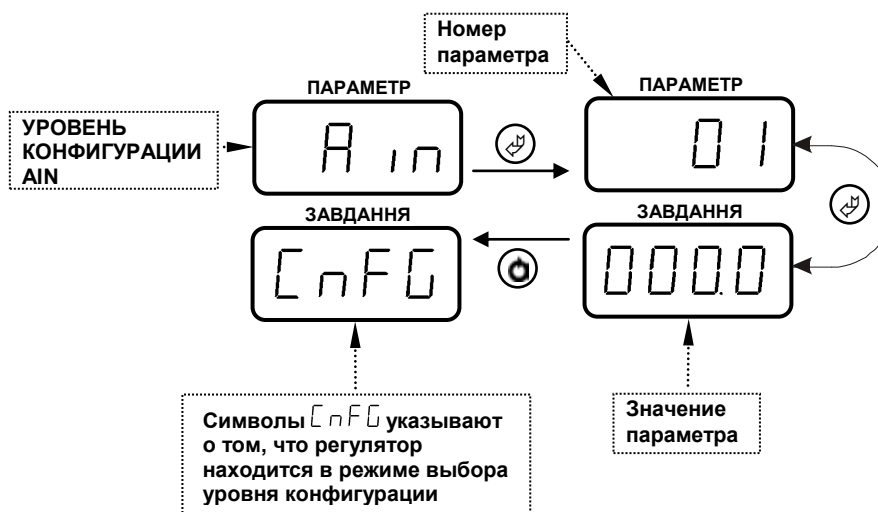 Номер
параметра
ПАРАМЕТР
ПАРАМЕТР
УРОВЕНЬ
КОНФИГУРАЦИИ
AIN
A in
01
ЗАВДАННЯ
ЗАВДАННЯ
CnFG
000.0
Символы CnFG указывают
о том, что регулятор
находится в режиме выбора
уровня конфигурации
Значение
параметра